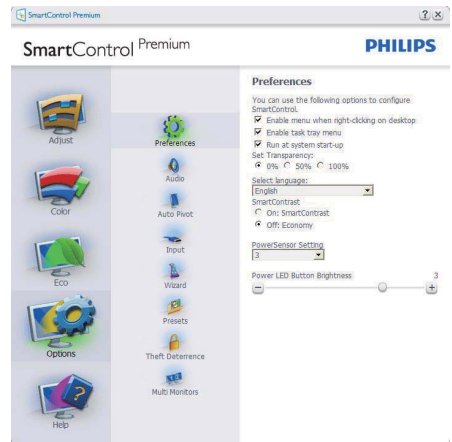 SmartControl Premium
SmartControl Premium
PHILIPS
Adjust
Color
Eco
Options
Help
Preferences
Audio
Auto Pivot
Input
Wizard
Presets
Theft Deterrence
Multi Monitors
Preferences
You can use the following options to configure
SmartControl.
Enable menu when right-clicking on desktop
Enable task tray menu
Run at system start-up
Set Transparency:
0% 50% 100%
Select language:
English
SmartContrast
On: SmartContrast
Off: Economy
PowerSensor Setting
3
Power LED Button Brightness 3